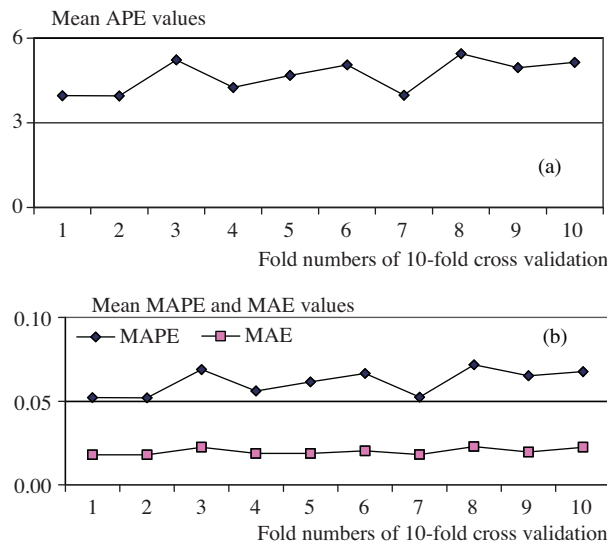 Mean APE values
6
3
0
(a)
1 2 3 4 5 6 7 8 9 10
Fold numbers of 10-fold cross validation
Mean MAPE and MAE values
0.10
MAPE MAE (b)
0.05
0.00
1 2 3 4 5 6 7 8 9 10
Fold numbers of 10-fold cross validation